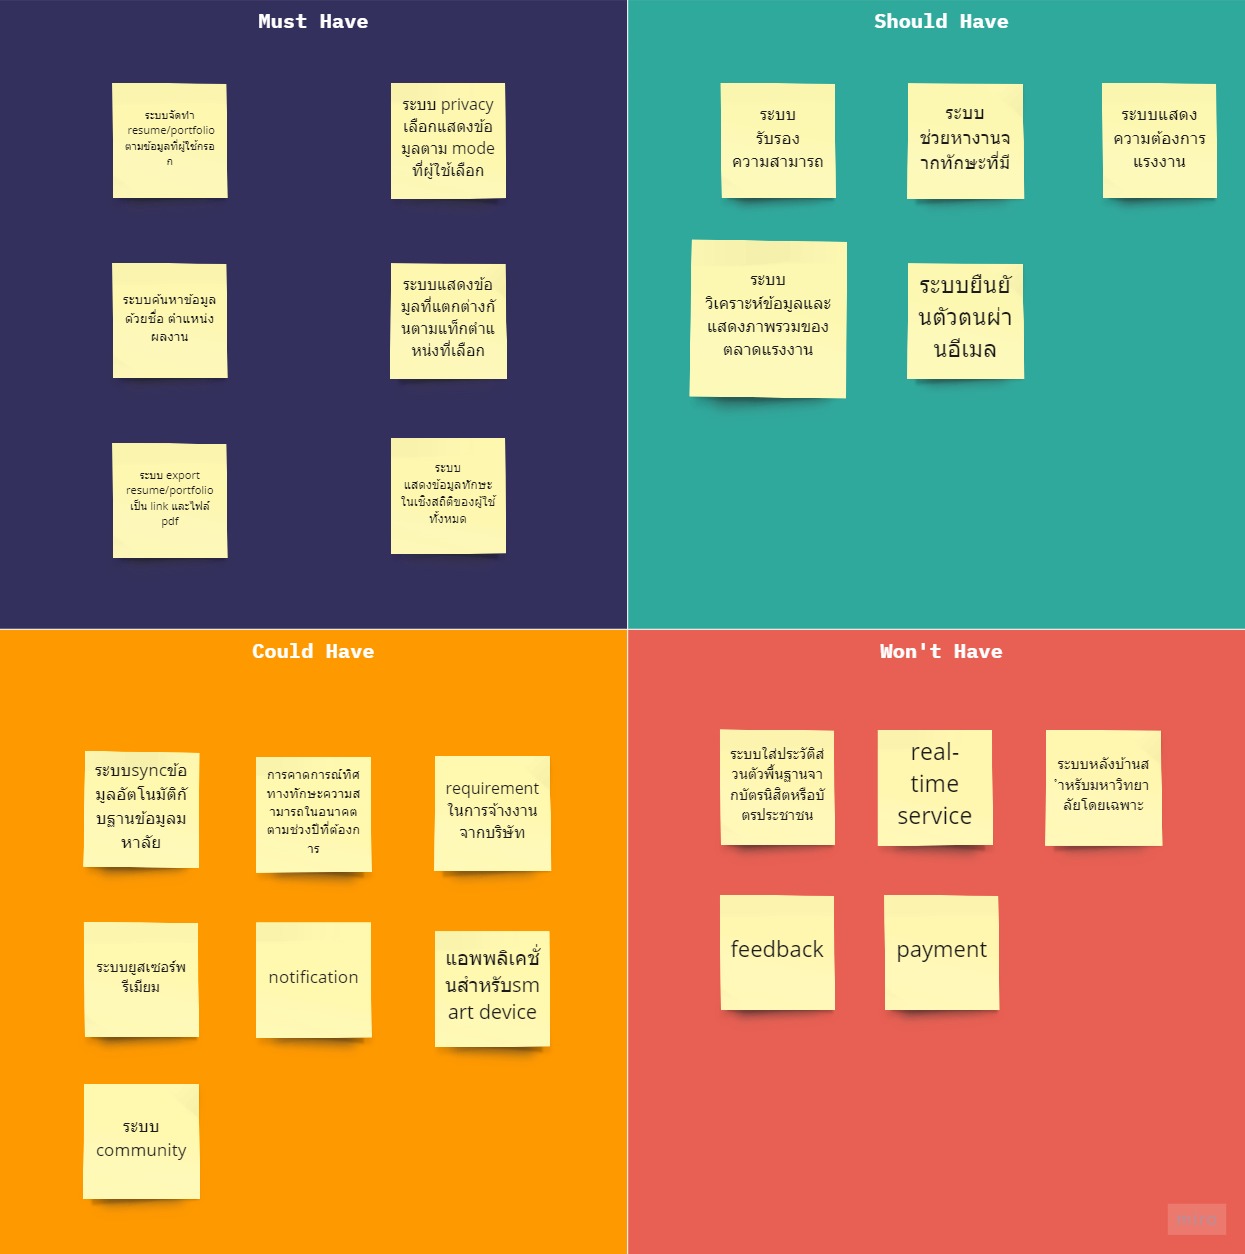 Must Have
ระบบจัดทำ
resume/portfolio
ตามข้อมูลที่ผู้ใช้กรอ
ก
ระบบ privacy
เลือกแสดงข้อ
มูลตาม mode
ที่ผู้ใช้เลือก
ระบบค้นหาข้อมูล
ด้วยชื่อ ตำแหน่ง
ผลงาน
ระบบแสดงข้อ
มูลที่แตกต่างกั
นตามแท็กตำแ
หน่งที่เลือก
ระบบ export
resume/portfolio
เป็น link และไฟล์
pdf
ระบบ
แสดงข้อมูลทักษะ
ในเชิงสถิติของผู้ใช้
ทั้งหมด
Should Have
ระบบ
รับรอง
ความสามารถ
ระบบ
ช่วยหางานจ
ากทักษะที่มี
ระบบแสดง
ความต้องการ
แรงงาน
ระบบ
วิเคราะห์ข้อมูลและ
แสดงภาพรวมของ
ตลาดแรงงาน
ระบบยืนยั
นตัวตนผ่า
นอีเมล
Could Have
ระบบsyncข้อ
มูลอัตโนมัติกั
บฐานข้อมูลม
หาลัย
การคาดการณ์ทิศ
ทางทักษะความส
ามารถในอนาคต
ตามช่วงปีที่ต้องก
าร
requirement
ในการจ้างงาน
จากบริษัท
ระบบยูสเซอร์พ
รีเมียม
notification
แอพพลิเคชั่
นสำหรับsm
art device
ระบบ
community
Won't Have
ระบบใส่ประวัติส่
วนตัวพื้นฐานจา
กบัตรนิสิตหรือบั
ตรประชาชน
real-
time
service
ระบบหลังบ้านส
ำหรับมหาวิทยา
ลัยโดยเฉพาะ
feedback
payment
miro